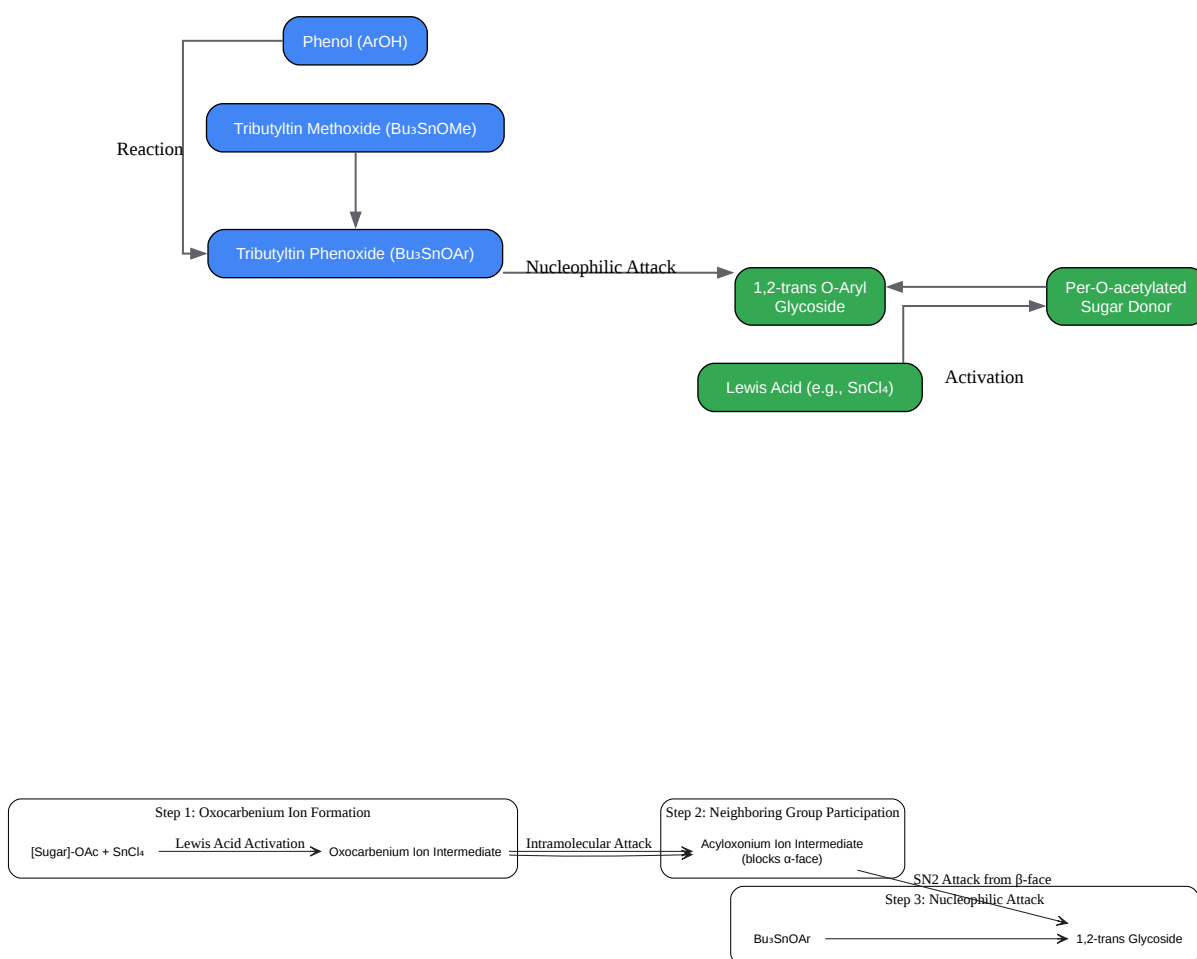 Phenol (ArOH)
Tributyltin Methoxide (Bu₃SnOMe)
Reaction
Tributyltin Phenoxide (Bu₃SnOAr)
Nucleophilic Attack
1,2-trans O-Aryl
Glycoside
Per-O-acetylated
Sugar Donor
Lewis Acid (e.g., SnCl₄)
Activation
Step 1: Oxocarbenium Ion Formation
[Sugar]-OAc + SnCl₄
Lewis Acid Activation
Oxocarbenium Ion Intermediate
Intramolecular Attack
Step 2: Neighboring Group Participation
Acyloxonium Ion Intermediate
(blocks α-face)
SN2 Attack from β-face
Step 3: Nucleophilic Attack
Bu₃SnOAr
1,2-trans Glycoside